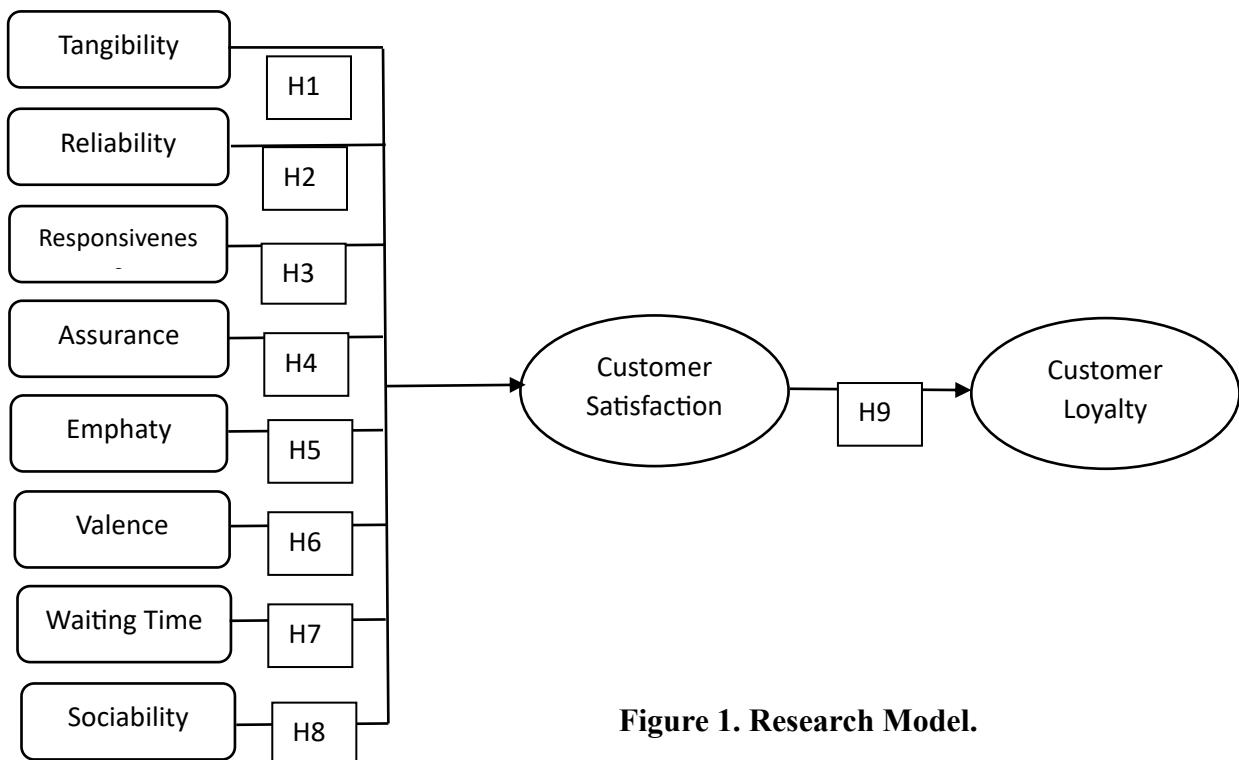 Tangibility
H1
Reliability
H2
Responsivenes
H3
Assurance
H4
Emphaty
H5
Valence
H6
Waiting Time
H7
Sociability
H8
Customer
Satisfaction
H9
Customer
Loyalty
Figure 1. Research Model.